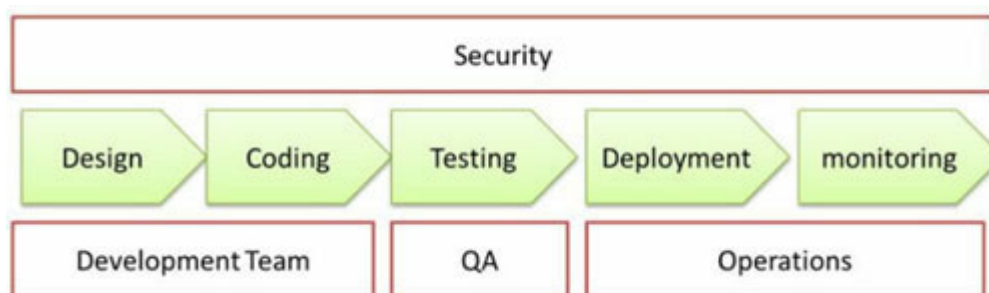 Security
Design Coding Testing Deployment monitoring
Development Team QA Operations